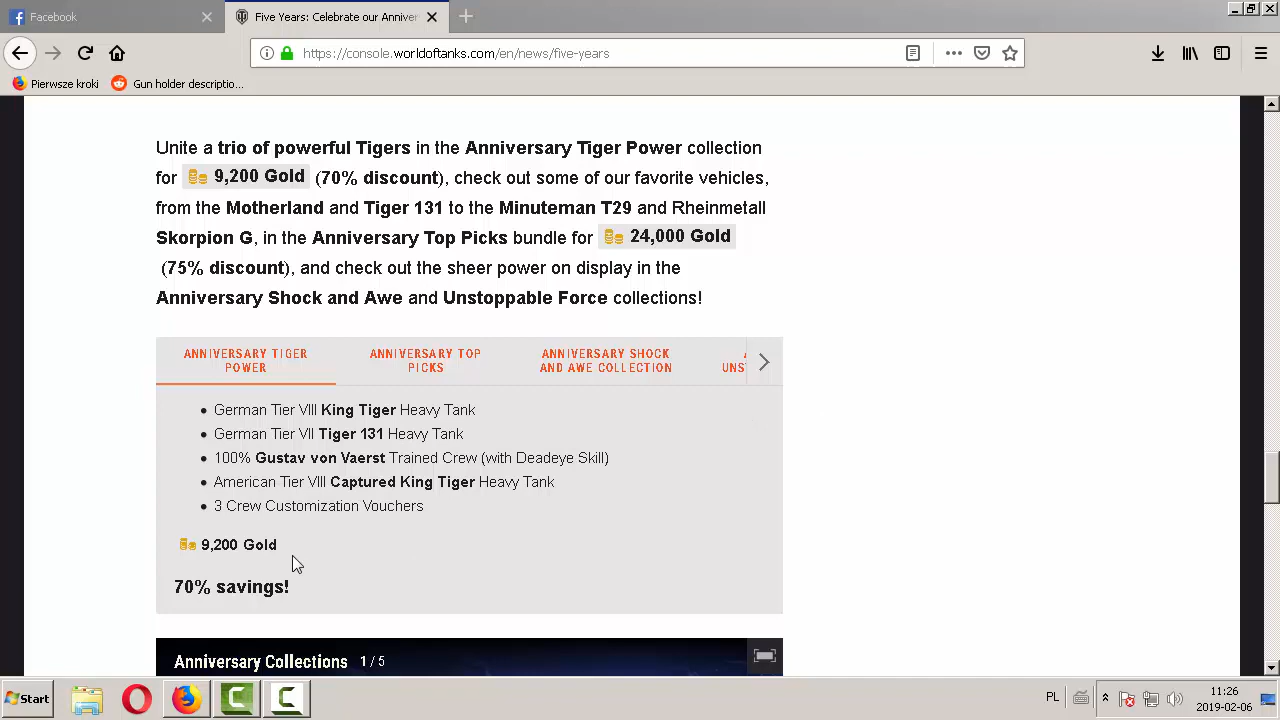 Facebook
Five Years: Celebrate our Anniver
https://console.worldoftanks.com/en/news/five-years
Pierwsze kroki
Gun holder descriptio...
Unite a trio of powerful Tigers in the Anniversary Tiger Power collection
for 9,200 Gold (70% discount), check out some of our favorite vehicles,
from the Motherland and Tiger 131 to the Minuteman T29 and Rheinmetall
Skorpion G, in the Anniversary Top Picks bundle for 24,000 Gold
(75% discount), and check out the sheer power on display in the
Anniversary Shock and Awe and Unstoppable Force collections!
ANNIVERSARY TIGER
POWER
ANNIVERSARY TOP
PICKS
ANNIVERSARY SHOCK
AND AWE COLLECTION
UNS
• German Tier VIII King Tiger Heavy Tank
• German Tier VII Tiger 131 Heavy Tank
• 100% Gustav von Vaerst Trained Crew (with Deadeye Skill)
• American Tier VIII Captured King Tiger Heavy Tank
• 3 Crew Customization Vouchers
9,200 Gold
70% savings!
Anniversary Collections 1 / 5
Start
PL
11:26
2019-02-06